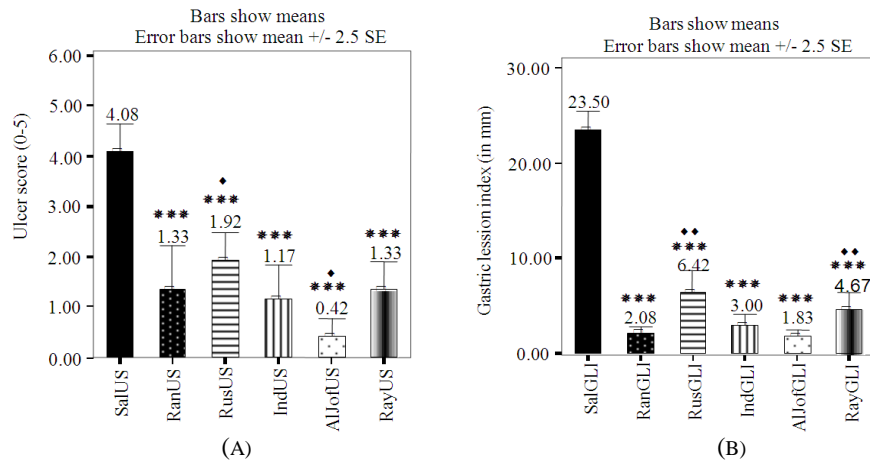 Bars show means
Error bars show mean +/- 2.5 SE
Ulcer score (0-5)
6.00
5.00
4.00
3.00
2.00
1.00
0.00
4.08
✱✱✱
1.33
◆
✱✱✱
1.92
✱✱✱
1.17
◆
✱✱✱
0.42
✱✱✱
1.33
SalUS
RanUS
RusUS
IndUS
AlJofUS
RayUS
(A)
Bars show means
Error bars show mean +/- 2.5 SE
Gastric lession index (in mm)
30.00
20.00
10.00
0.00
23.50
✱✱✱
2.08
◆◆
✱✱✱
6.42
✱✱✱
3.00
✱✱✱
1.83
◆◆
✱✱✱
4.67
SalGLI
RanGLI
RusGLI
IndGLI
AlJofGLI
RayGLI
(B)